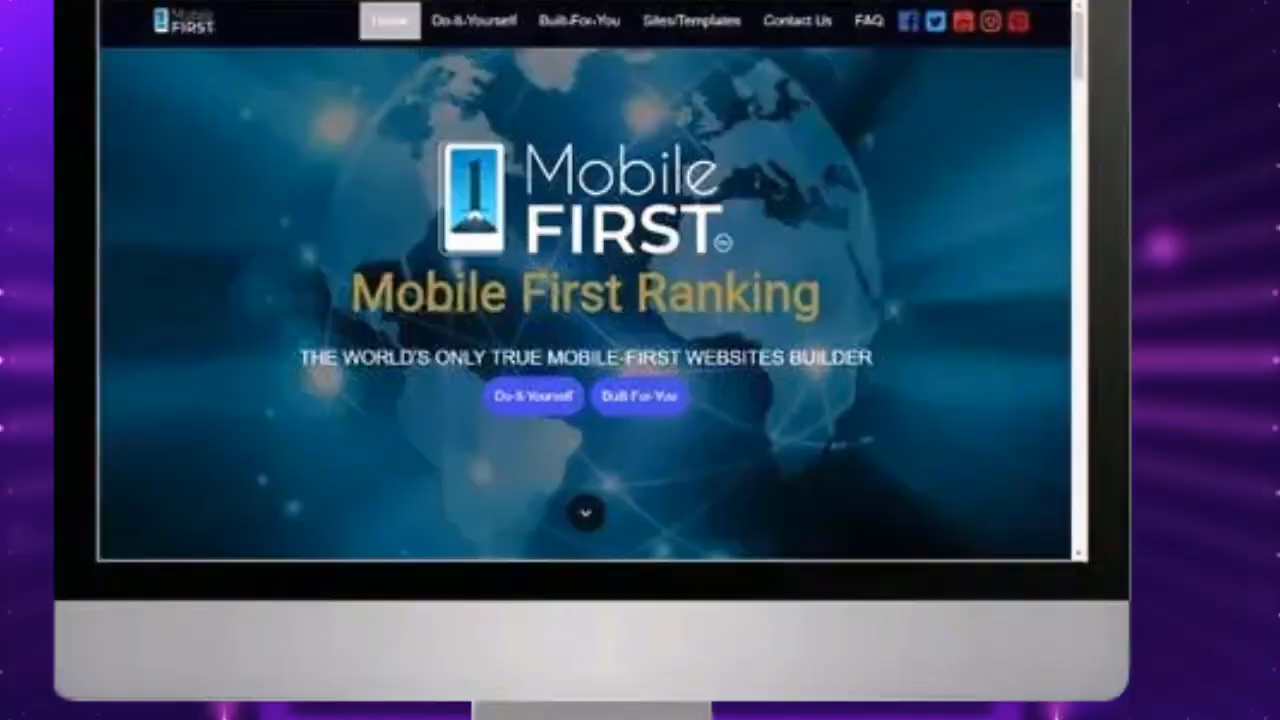 Mobile
FIRST
Home Do-It-Yourself Built-For-You Sites/Templates Contact Us FAQ
Mobile
FIRST
Mobile First Ranking
THE WORLD'S ONLY TRUE MOBILE-FIRST WEBSITES BUILDER
Do-It-Yourself Built-For-You